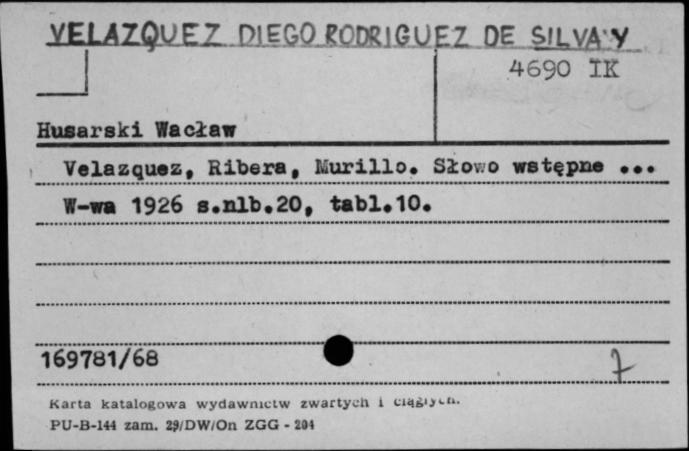 VELAZQUEZ DIEGO RODRIGUEZ DE SILVA Y
4690 IK
Husarski Wacław
Velazquez, Ribera, Murillo. Słowo wstępne ...
W-wa 1926 s.nlb.20, tabl.10.
169781/68
7
Karta katalogowa wydawnictw zwartych i ciągłych.
PU-B-144 zam. 29/DW/On ZGG - 204